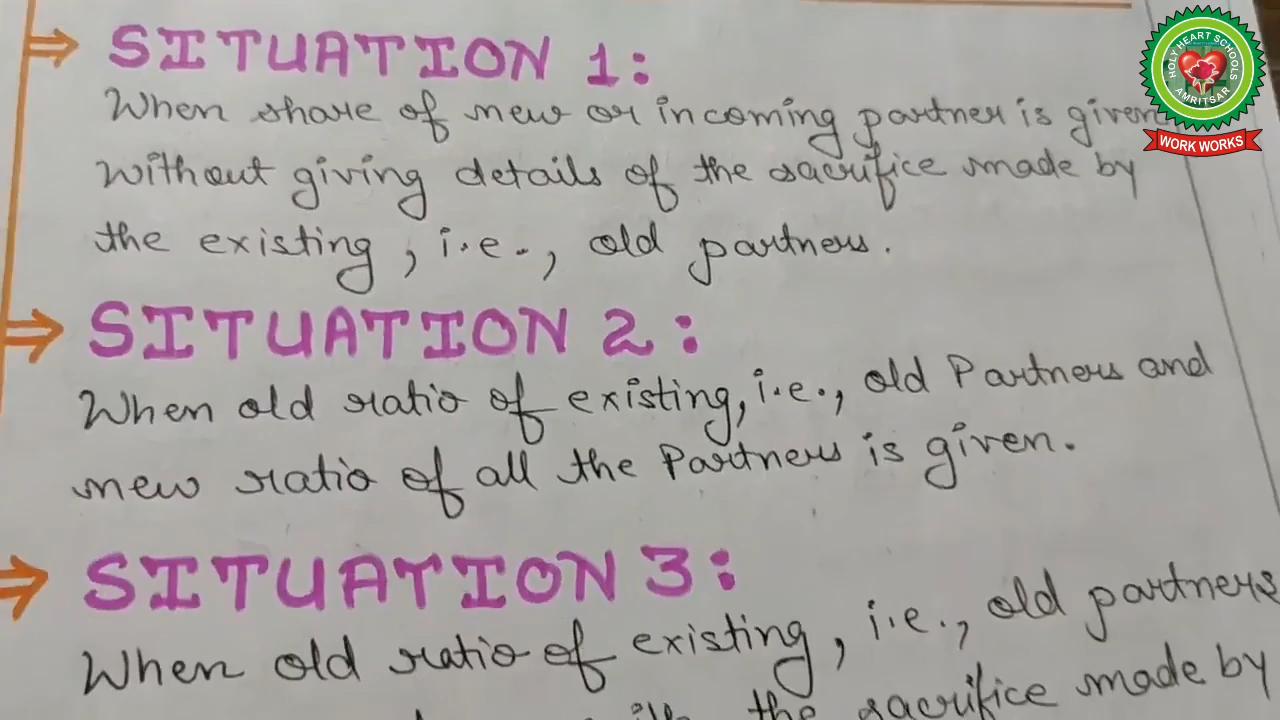 ⇒ SITUATION 1:
When share of new or incoming partner is given
without giving details of the sacrifice made by
the existing, i.e., old partners.
⇒ SITUATION 2:
When old ratio of existing, i.e., old Partners and
new ratio of all the Partners is given.
⇒ SITUATION 3:
When old ratio of existing, i.e., old partners
the sacrifice made by
HOLY HEART SCHOOLS
AMRITSAR
WORK WORKS